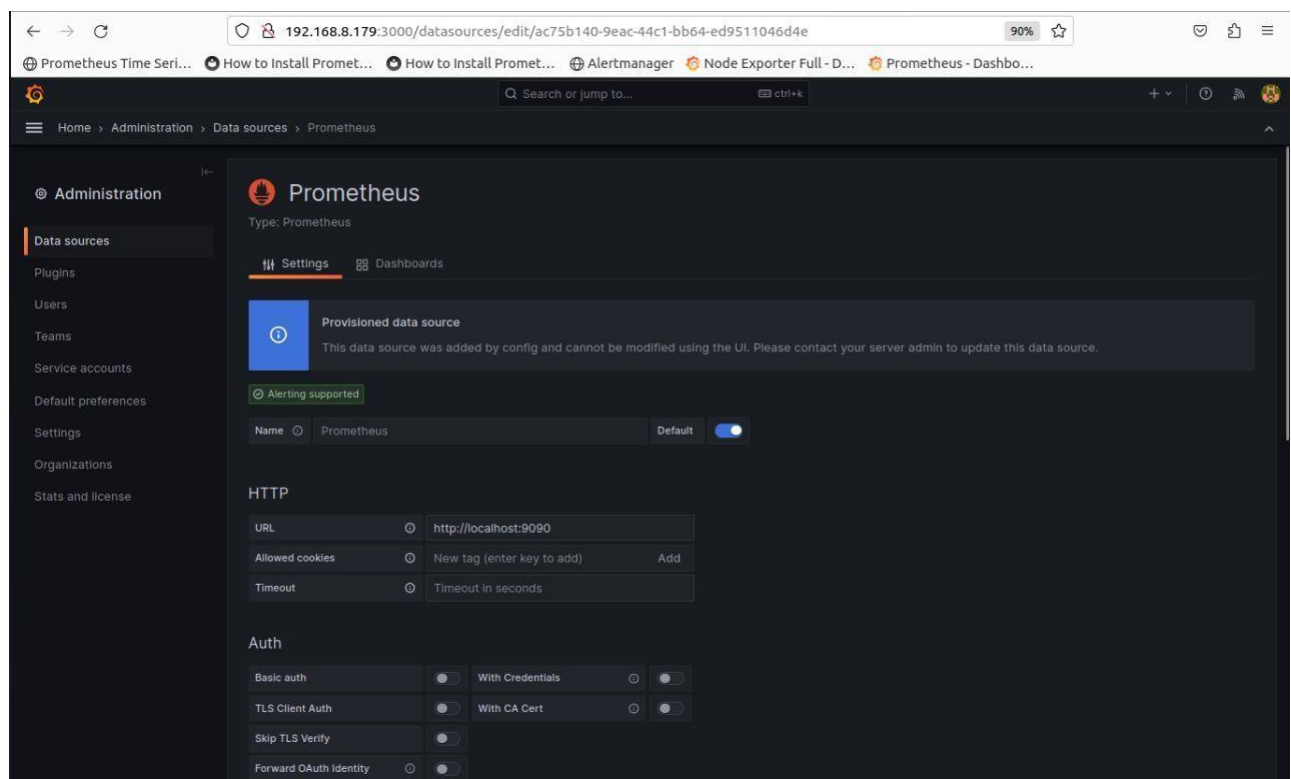 192.168.8.179:3000/datasources/edit/ac75b140-9eac-44c1-bb64-ed9511046d4e 90%
Prometheus Time Seri... How to Install Promet... How to Install Promet... Alertmanager Node Exporter Full - D... Prometheus - Dashbo...
Search or jump to... ctrl+k
Home › Administration › Data sources › Prometheus
Administration
Data sources
Plugins
Users
Teams
Service accounts
Default preferences
Settings
Organizations
Stats and license
Prometheus
Type: Prometheus
Settings Dashboards
Provisioned data source
This data source was added by config and cannot be modified using the UI. Please contact your server admin to update this data source.
Alerting supported
Name Prometheus Default
HTTP
URL http://localhost:9090
Allowed cookies New tag (enter key to add) Add
Timeout Timeout in seconds
Auth
Basic auth With Credentials
TLS Client Auth With CA Cert
Skip TLS Verify
Forward OAuth Identity